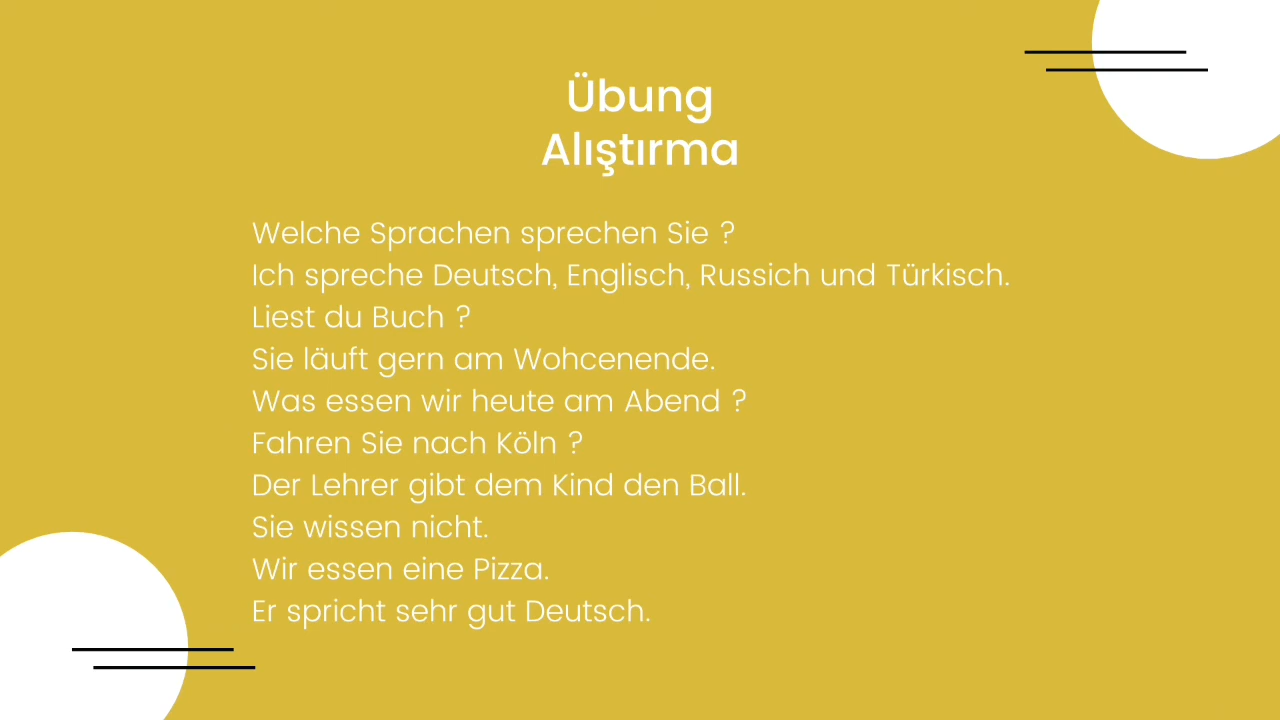 Übung
Alıştırma
Welche Sprachen sprechen Sie ?
Ich spreche Deutsch, Englisch, Russich und Türkisch.
Liest du Buch ?
Sie läuft gern am Wohcenende.
Was essen wir heute am Abend ?
Fahren Sie nach Köln ?
Der Lehrer gibt dem Kind den Ball.
Sie wissen nicht.
Wir essen eine Pizza.
Er spricht sehr gut Deutsch.